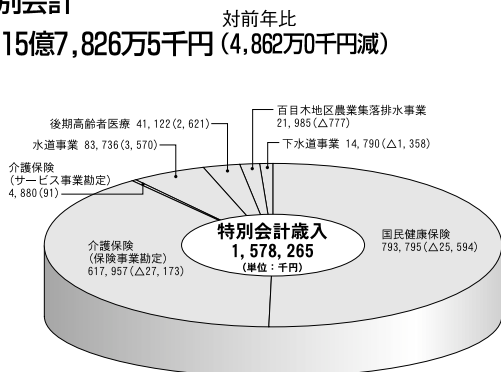 別会計
対前年比
15億7,826万5千円(4,862万0千円減)
百目木地区農業集落排水事業
21,985(△777)
後期高齢者医療 41,122(2,621)
下水道事業 14,790(△1,358)
水道事業 83,736(3,570)
介護保険
(サービス事業勘定)
4,880(91)
特別会計歳入
1,578,265
(単位:千円)
国民健康保険
793,795(△25,594)
介護保険
(保険事業勘定)
617,957(△27,173)